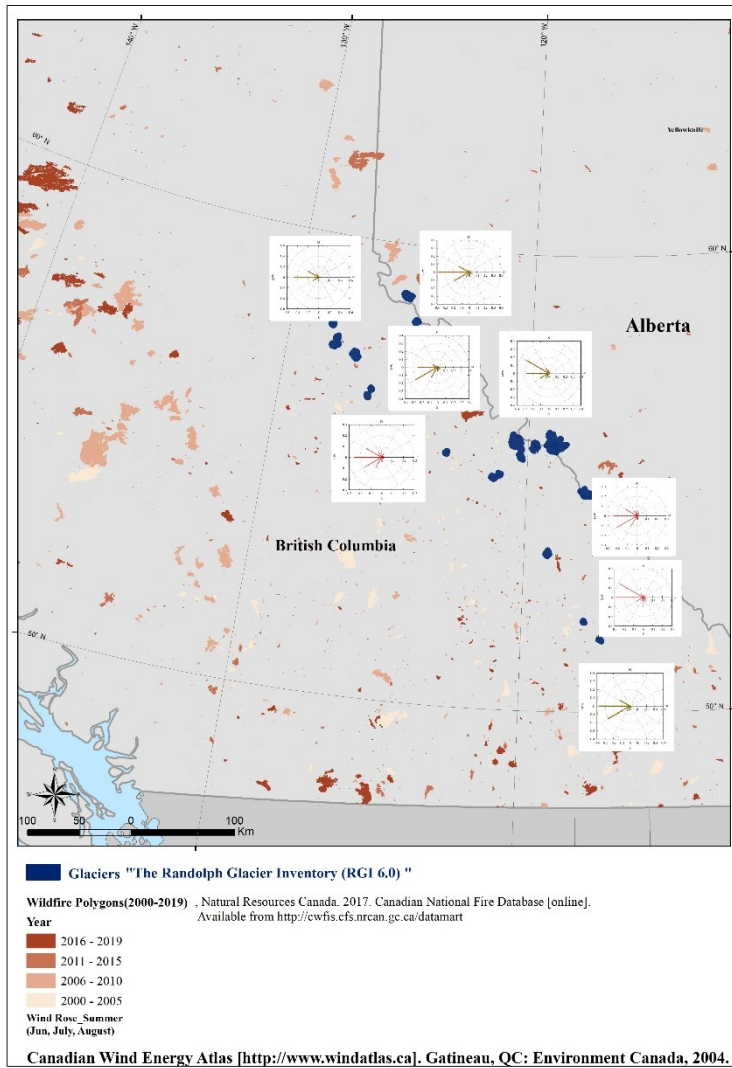 140° W
130° W
120° W
60° N
Yellowknife
60° N
Alberta
British Columbia
50° N
50° N
100 50 0 100
Km
Glaciers "The Randolph Glacier Inventory (RGI 6.0) "
Wildfire Polygons(2000-2019) , Natural Resources Canada. 2017. Canadian National Fire Database [online].
Available from http://cwfis.cfs.nrcan.gc.ca/datamart
Year
2016 - 2019
2011 - 2015
2006 - 2010
2000 - 2005
Wind Rose_Summer
(Jun, July, August)
Canadian Wind Energy Atlas [http://www.windatlas.ca]. Gatineau, QC: Environment Canada, 2004.